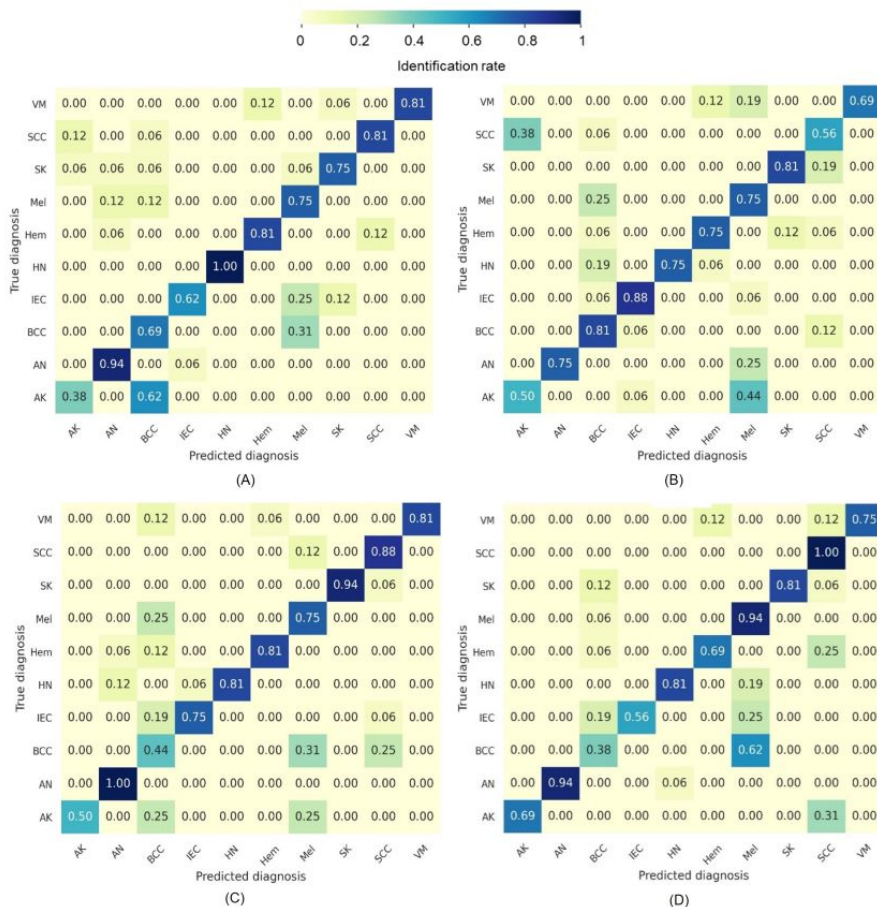 0 0.2 0.4 0.6 0.8 1
Identification rate
True diagnosis
VM 0.00 0.00 0.00 0.00 0.00 0.12 0.00 0.06 0.00 0.81
SCC 0.12 0.00 0.06 0.00 0.00 0.00 0.00 0.00 0.81 0.00
SK 0.06 0.06 0.06 0.00 0.00 0.00 0.06 0.75 0.00 0.00
Mel 0.00 0.12 0.12 0.00 0.00 0.00 0.75 0.00 0.00 0.00
Hem 0.00 0.06 0.00 0.00 0.00 0.81 0.00 0.00 0.12 0.00
HN 0.00 0.00 0.00 0.00 1.00 0.00 0.00 0.00 0.00 0.00
IEC 0.00 0.00 0.00 0.62 0.00 0.00 0.25 0.12 0.00 0.00
BCC 0.00 0.00 0.69 0.00 0.00 0.00 0.31 0.00 0.00 0.00
AN 0.00 0.94 0.00 0.06 0.00 0.00 0.00 0.00 0.00 0.00
AK 0.38 0.00 0.62 0.00 0.00 0.00 0.00 0.00 0.00 0.00
AK AN BCC IEC HN Hem Mel SK SCC VM
Predicted diagnosis
(A)
True diagnosis
VM 0.00 0.00 0.00 0.00 0.00 0.12 0.19 0.00 0.00 0.69
SCC 0.38 0.00 0.06 0.00 0.00 0.00 0.00 0.00 0.56 0.00
SK 0.00 0.00 0.00 0.00 0.00 0.00 0.00 0.81 0.19 0.00
Mel 0.00 0.00 0.25 0.00 0.00 0.00 0.75 0.00 0.00 0.00
Hem 0.00 0.00 0.06 0.00 0.00 0.75 0.00 0.12 0.06 0.00
HN 0.00 0.00 0.19 0.00 0.75 0.06 0.00 0.00 0.00 0.00
IEC 0.00 0.00 0.06 0.88 0.00 0.00 0.06 0.00 0.00 0.00
BCC 0.00 0.00 0.81 0.06 0.00 0.00 0.00 0.00 0.12 0.00
AN 0.00 0.75 0.00 0.00 0.00 0.00 0.25 0.00 0.00 0.00
AK 0.50 0.00 0.00 0.06 0.00 0.00 0.44 0.00 0.00 0.00
AK AN BCC IEC HN Hem Mel SK SCC VM
Predicted diagnosis
(B)
True diagnosis
VM 0.00 0.00 0.12 0.00 0.00 0.06 0.00 0.00 0.00 0.81
SCC 0.00 0.00 0.00 0.00 0.00 0.00 0.12 0.00 0.88 0.00
SK 0.00 0.00 0.00 0.00 0.00 0.00 0.00 0.94 0.06 0.00
Mel 0.00 0.00 0.25 0.00 0.00 0.00 0.75 0.00 0.00 0.00
Hem 0.00 0.06 0.12 0.00 0.00 0.81 0.00 0.00 0.00 0.00
HN 0.00 0.12 0.00 0.06 0.81 0.00 0.00 0.00 0.00 0.00
IEC 0.00 0.00 0.19 0.75 0.00 0.00 0.00 0.00 0.06 0.00
BCC 0.00 0.00 0.44 0.00 0.00 0.00 0.31 0.00 0.25 0.00
AN 0.00 1.00 0.00 0.00 0.00 0.00 0.00 0.00 0.00 0.00
AK 0.50 0.00 0.25 0.00 0.00 0.00 0.25 0.00 0.00 0.00
AK AN BCC IEC HN Hem Mel SK SCC VM
Predicted diagnosis
(C)
True diagnosis
VM 0.00 0.00 0.00 0.00 0.00 0.12 0.00 0.00 0.12 0.75
SCC 0.00 0.00 0.00 0.00 0.00 0.00 0.00 0.00 1.00 0.00
SK 0.00 0.00 0.12 0.00 0.00 0.00 0.00 0.81 0.06 0.00
Mel 0.00 0.00 0.06 0.00 0.00 0.00 0.94 0.00 0.00 0.00
Hem 0.00 0.00 0.06 0.00 0.00 0.69 0.00 0.00 0.25 0.00
HN 0.00 0.00 0.00 0.00 0.81 0.00 0.19 0.00 0.00 0.00
IEC 0.00 0.00 0.19 0.56 0.00 0.00 0.25 0.00 0.00 0.00
BCC 0.00 0.00 0.38 0.00 0.00 0.00 0.62 0.00 0.00 0.00
AN 0.00 0.94 0.00 0.00 0.06 0.00 0.00 0.00 0.00 0.00
AK 0.69 0.00 0.00 0.00 0.00 0.00 0.00 0.00 0.31 0.00
AK AN BCC IEC HN Hem Mel SK SCC VM
Predicted diagnosis
(D)